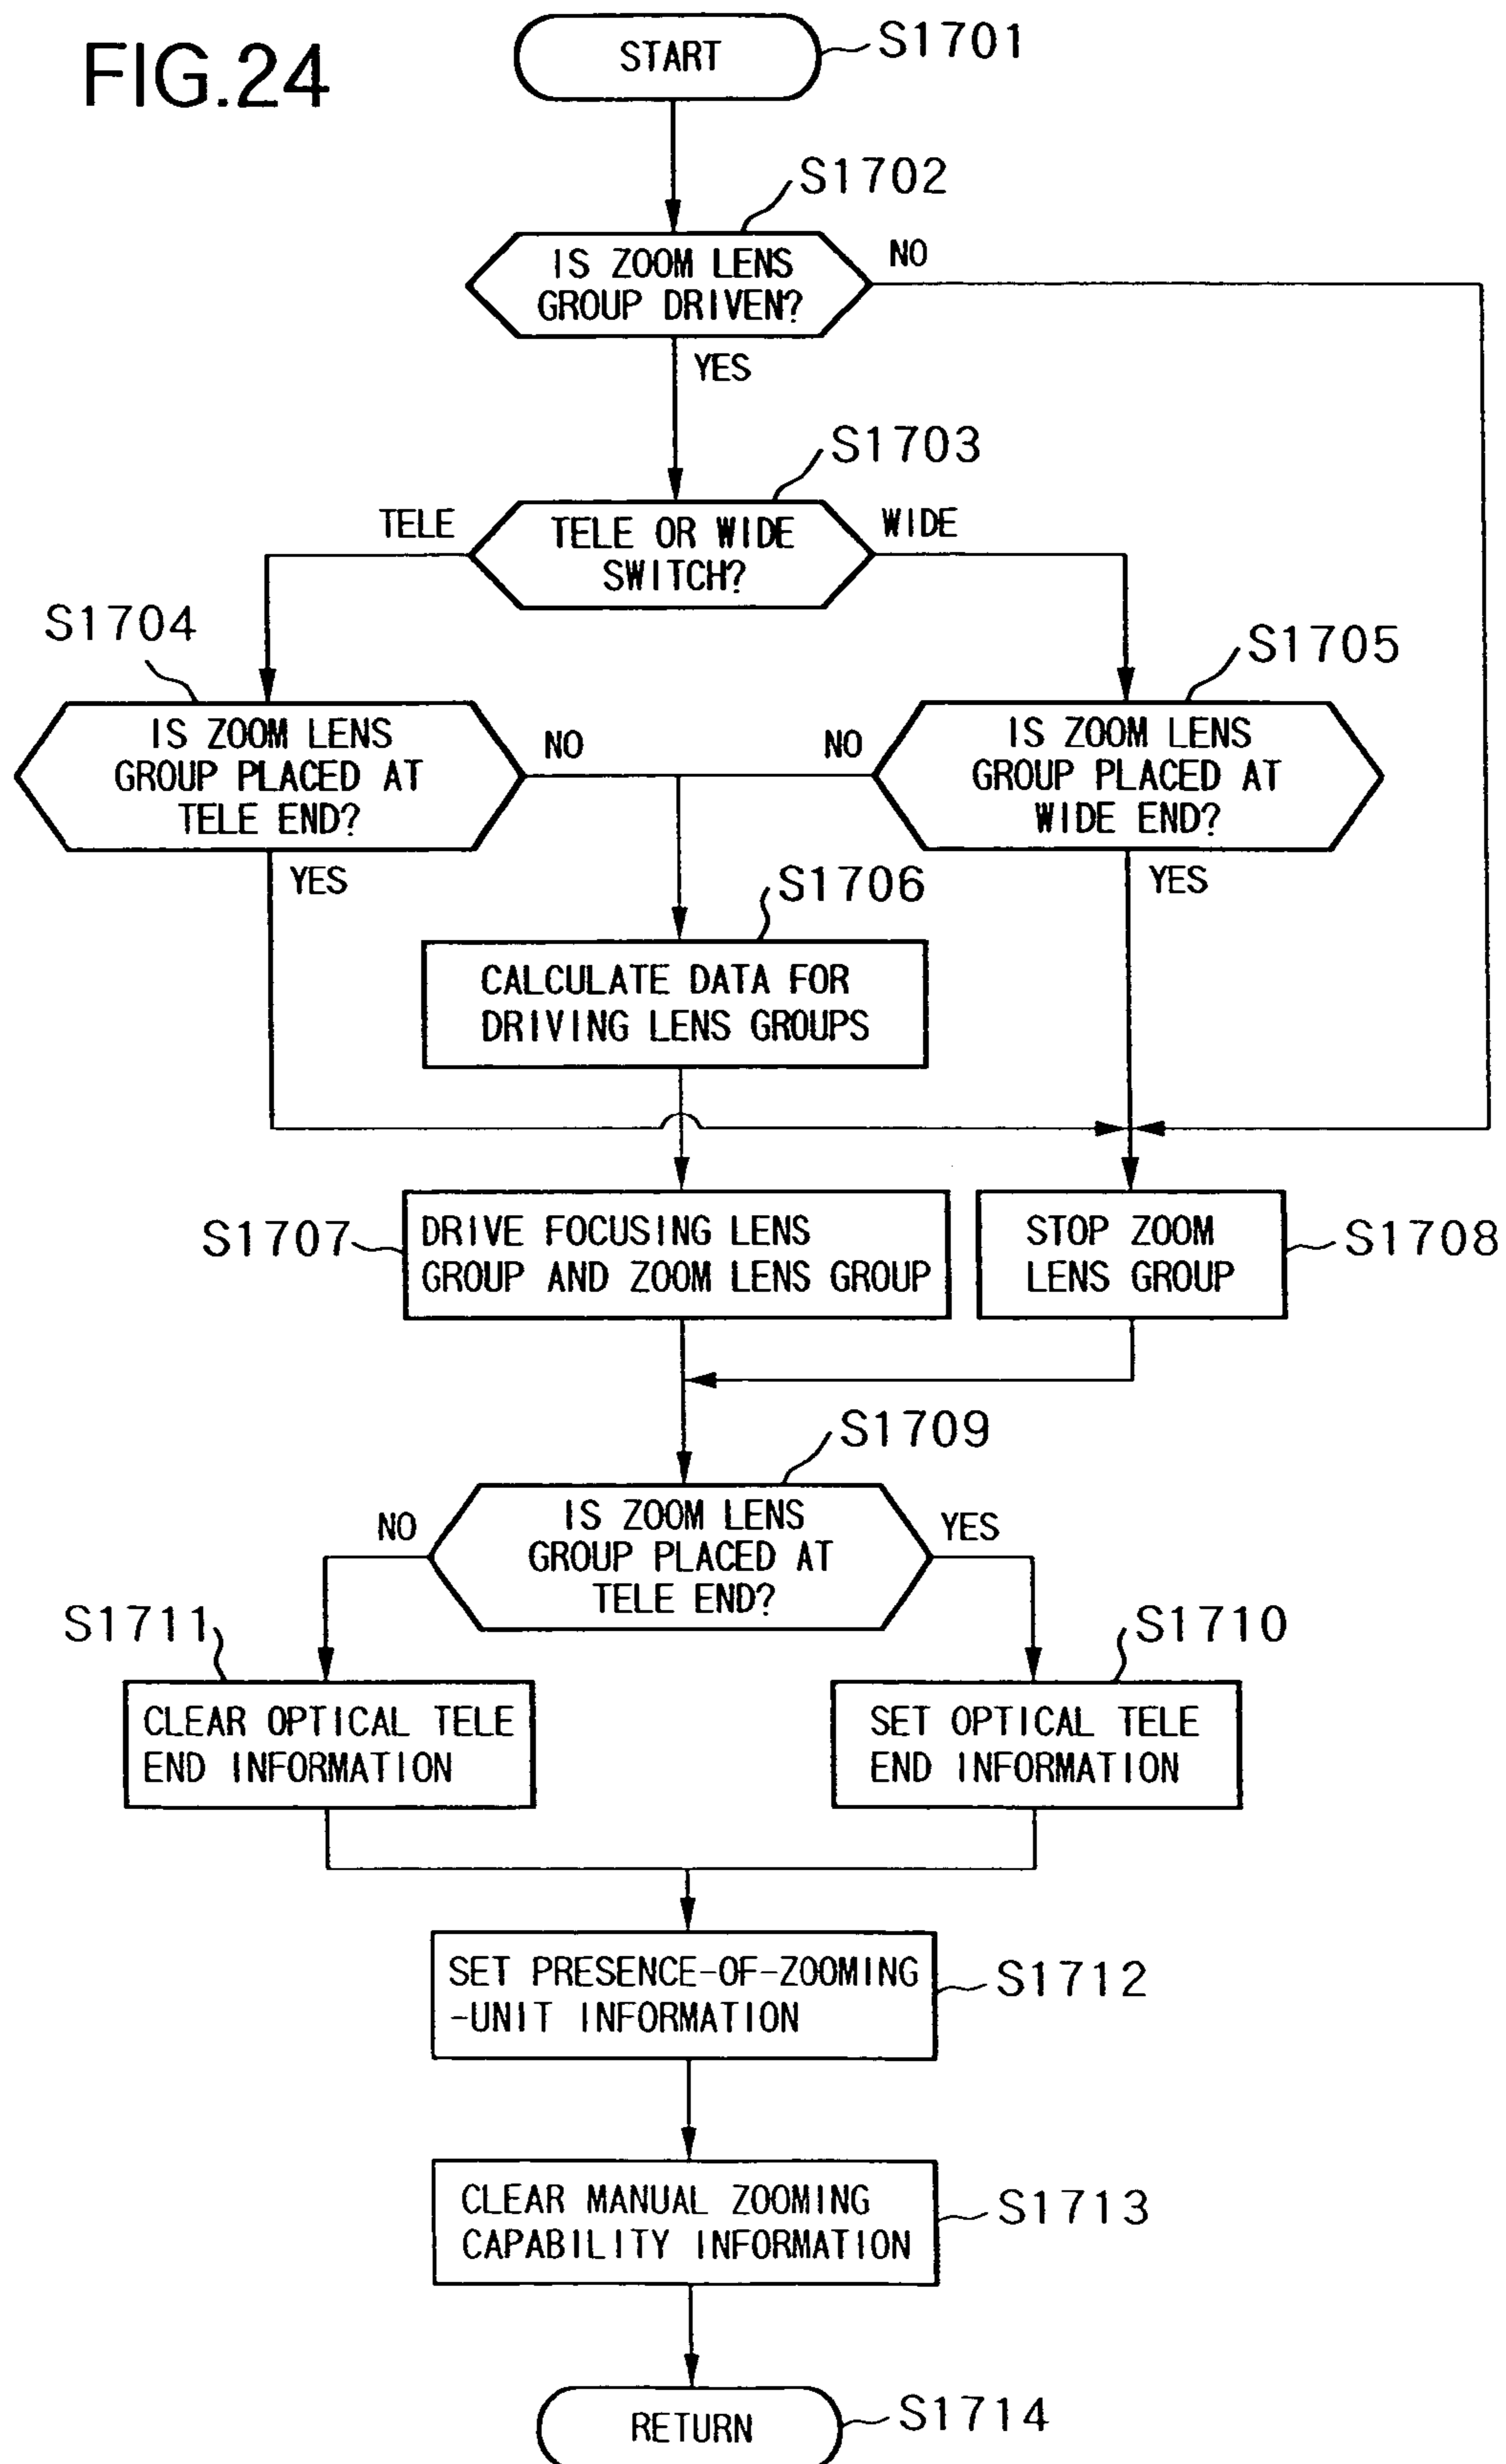 FIG.24
START
S1701
S1702
IS ZOOM LENS
GROUP DRIVEN?
NO
YES
S1703
TELE
TELE OR WIDE
SWITCH?
WIDE
S1704
IS ZOOM LENS
GROUP PLACED AT
TELE END?
NO
YES
S1705
NO
IS ZOOM LENS
GROUP PLACED AT
WIDE END?
YES
S1706
CALCULATE DATA FOR
DRIVING LENS GROUPS
S1707
DRIVE FOCUSING LENS
GROUP AND ZOOM LENS GROUP
STOP ZOOM
LENS GROUP
S1708
S1709
NO
IS ZOOM LENS
GROUP PLACED AT
TELE END?
YES
S1711
CLEAR OPTICAL TELE
END INFORMATION
S1710
SET OPTICAL TELE
END INFORMATION
SET PRESENCE-OF-ZOOMING
-UNIT INFORMATION
S1712
CLEAR MANUAL ZOOMING
CAPABILITY INFORMATION
S1713
RETURN
S1714